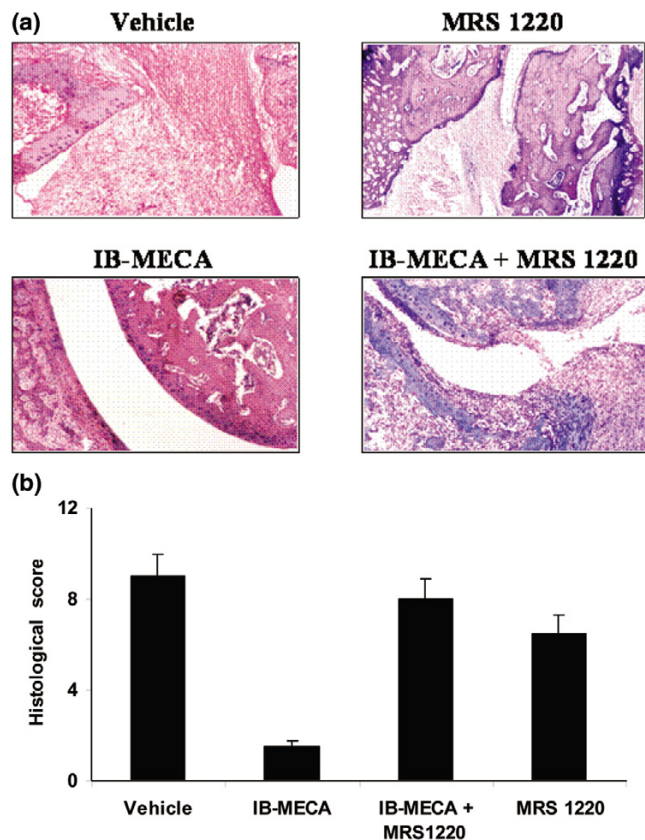 (a)
Vehicle
MRS 1220
IB-MECA
IB-MECA + MRS 1220
(b)
12
8
4
0
Histological score
Vehicle
IB-MECA
IB-MECA +
MRS1220
MRS 1220